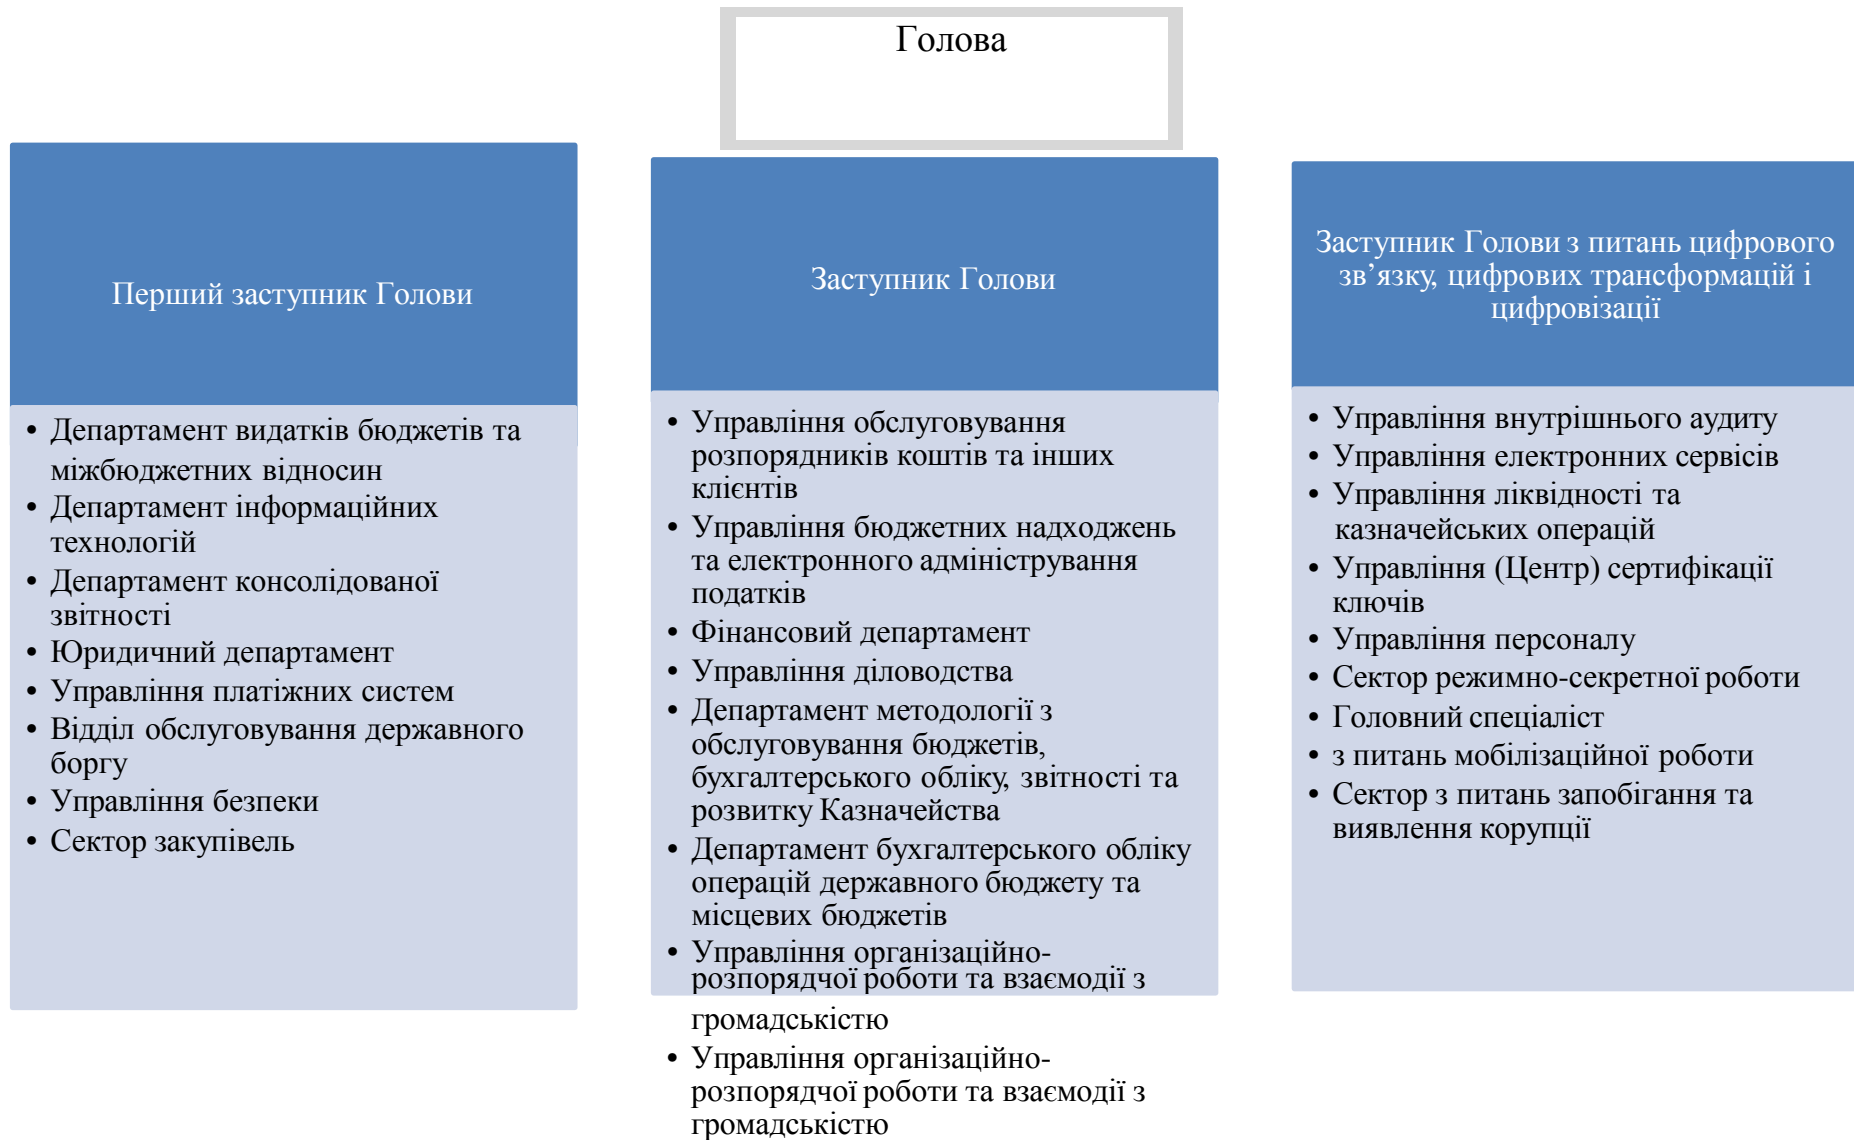 Голова
Перший заступник Голови
• Департамент видатків бюджетів та
міжбюджетних відносин
• Департамент інформаційних
технологій
• Департамент консолідованої
звітності
• Юридичний департамент
• Управління платіжних систем
• Відділ обслуговування державного
боргу
• Управління безпеки
• Сектор закупівель
Заступник Голови
• Управління обслуговування
розпорядників коштів та інших
клієнтів
• Управління бюджетних надходжень
та електронного адміністрування
податків
• Фінансовий департамент
• Управління діловодства
• Департамент методології з
обслуговування бюджетів,
бухгалтерського обліку, звітності та
розвитку Казначейства
• Департамент бухгалтерського обліку
операцій державного бюджету та
місцевих бюджетів
• Управління організаційно-
розпорядчої роботи та взаємодії з
громадськістю
• Управління організаційно-
розпорядчої роботи та взаємодії з
громадськістю
Заступник Голови з питань цифрового
зв’язку, цифрових трансформацій і
цифровізації
• Управління внутрішнього аудиту
• Управління електронних сервісів
• Управління ліквідності та
казначейських операцій
• Управління (Центр) сертифікації
ключів
• Управління персоналу
• Сектор режимно-секретної роботи
• Головний спеціаліст
• з питань мобілізаційної роботи
• Сектор з питань запобігання та
виявлення корупції